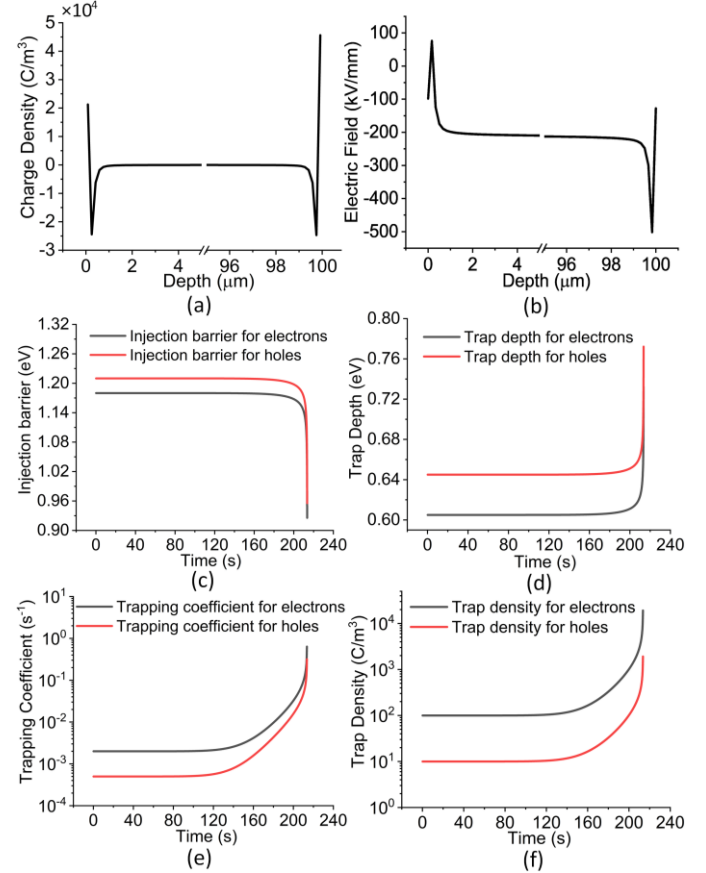 ×10⁴
5
4
3
2
1
0
-1
-2
-3
Charge Density (C/m³)
0 2 4 96 98 100
Depth (μm)
(a)
100
0
-100
-200
-300
-400
-500
Electric Field (kV/mm)
0 2 4 96 98 100
Depth (μm)
(b)
1.32
1.26
1.20
1.14
1.08
1.02
0.96
0.90
Injection barrier (eV)
Injection barrier for electrons
Injection barrier for holes
0 40 80 120 160 200 240
Time (s)
(c)
0.80
0.76
0.72
0.68
0.64
0.60
Trap Depth (eV)
Trap depth for electrons
Trap depth for holes
0 40 80 120 160 200 240
Time (s)
(d)
10¹
10⁰
10⁻¹
10⁻²
10⁻³
10⁻⁴
Trapping Coefficient (s⁻¹)
Trapping coefficient for electrons
Trapping coefficient for holes
0 40 80 120 160 200 240
Time (s)
(e)
10⁴
10³
10²
10¹
10⁰
Trap Density (C/m³)
Trap density for electrons
Trap density for holes
0 40 80 120 160 200 240
Time (s)
(f)